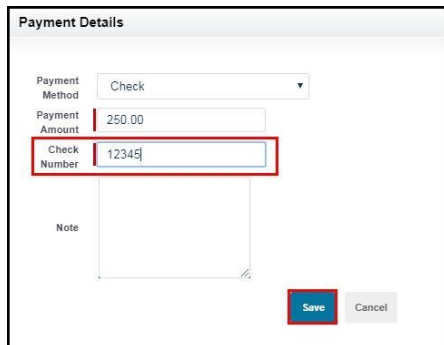 Payment Details
Payment
Method
Check
Payment
Amount
250.00
Check
Number
12345
Note
Save
Cancel